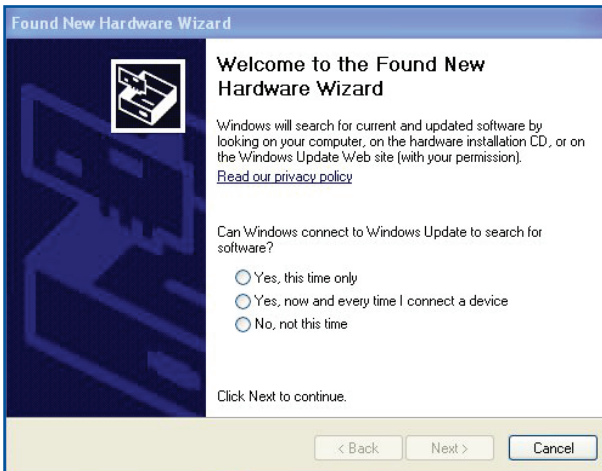 Found New Hardware Wizard
Welcome to the Found New
Hardware Wizard
Windows will search for current and updated software by
looking on your computer, on the hardware installation CD, or on
the Windows Update Web site (with your permission).
Read our privacy policy
Can Windows connect to Windows Update to search for
software?
Yes, this time only
Yes, now and every time I connect a device
No, not this time
Click Next to continue.
< Back Next > Cancel